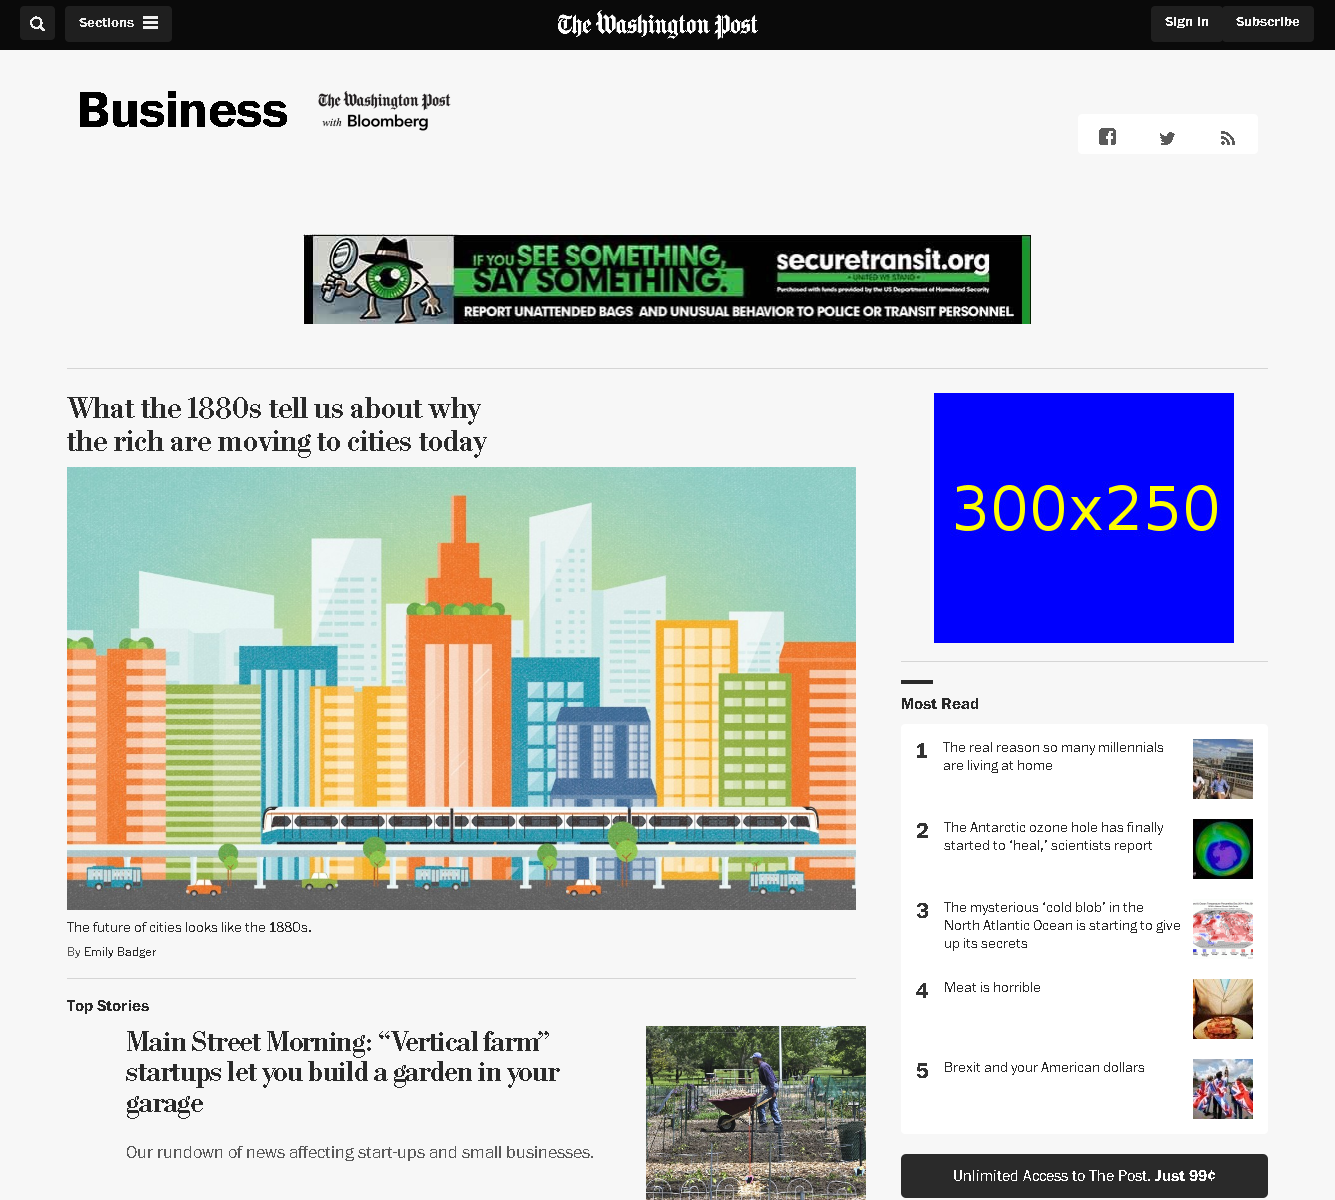 Sections
The Washington Post
Sign In
Subscribe
Business
The Washington Post
with Bloomberg
IF YOU SEE SOMETHING,
SAY SOMETHING.
securetransit.org
- UNITED WE STAND -
Purchased with funds provided by the US Department of Homeland Security
REPORT UNATTENDED BAGS AND UNUSUAL BEHAVIOR TO POLICE OR TRANSIT PERSONNEL
What the 1880s tell us about why
the rich are moving to cities today
The future of cities looks like the 1880s.
By Emily Badger
Top Stories
Main Street Morning: “Vertical farm”
startups let you build a garden in your
garage
Our rundown of news affecting start-ups and small businesses.
300x250
Most Read
1 The real reason so many millennials
are living at home
2 The Antarctic ozone hole has finally
started to ‘heal,’ scientists report
3 The mysterious ‘cold blob’ in the
North Atlantic Ocean is starting to give
up its secrets
4 Meat is horrible
5 Brexit and your American dollars
Unlimited Access to The Post. Just 99¢